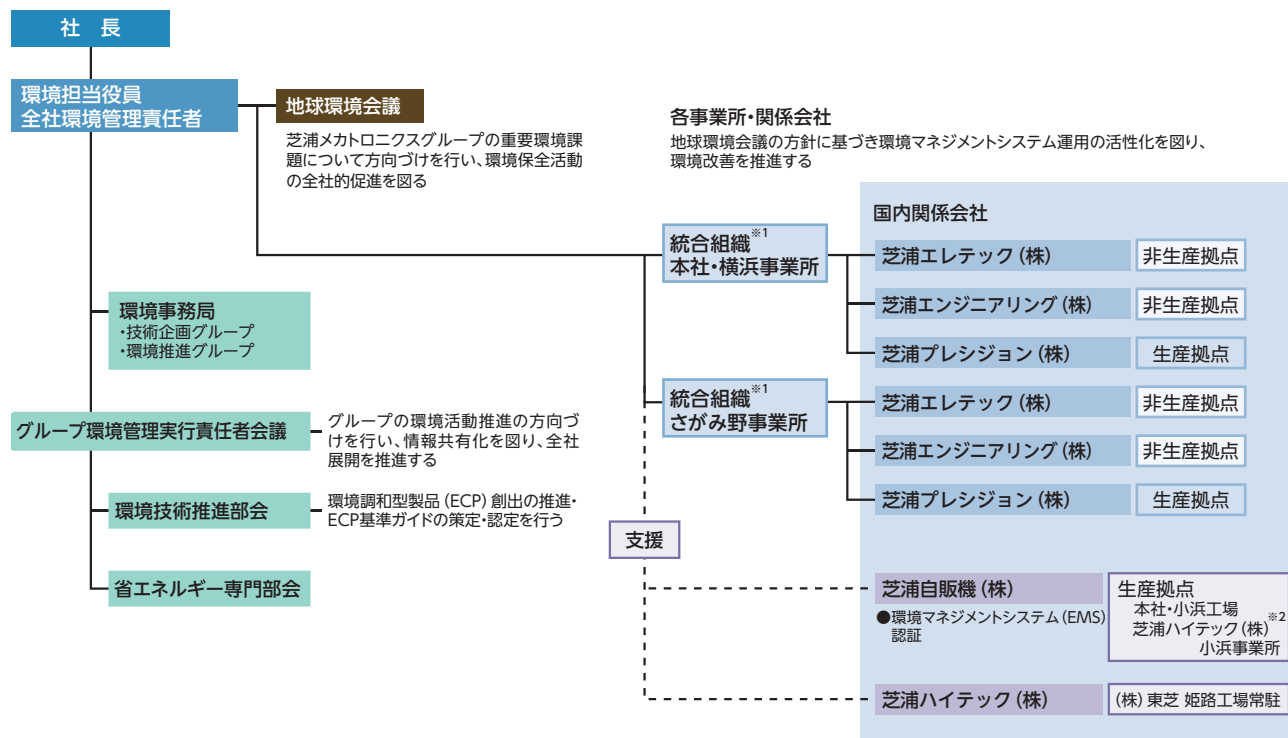 社　長
環境担当役員
全社環境管理責任者
地球環境会議
芝浦メカトロニクスグループの重要環境課
題について方向づけを行い、環境保全活動
の全社的促進を図る
各事業所・関係会社
地球環境会議の方針に基づき環境マネジメントシステム運用の活性化を図り、
環境改善を推進する
環境事務局
・技術企画グループ
・環境推進グループ
グループ環境管理実行責任者会議
グループの環境活動推進の方向づ
けを行い、情報共有化を図り、全社
展開を推進する
環境技術推進部会
環境調和型製品（ECP）創出の推進・
ECP基準ガイドの策定・認定を行う
省エネルギー専門部会
統合組織※1
本社・横浜事業所
統合組織※1
さがみ野事業所
支援
国内関係会社
芝浦エレテック（株） 非生産拠点
芝浦エンジニアリング（株） 非生産拠点
芝浦プレシジョン（株） 生産拠点
芝浦エレテック（株） 非生産拠点
芝浦エンジニアリング（株） 非生産拠点
芝浦プレシジョン（株） 生産拠点
芝浦自販機（株）
●環境マネジメントシステム（EMS）
認証
生産拠点
本社・小浜工場
芝浦ハイテック（株）※2
小浜事業所
芝浦ハイテック（株） （株）東芝 姫路工場常駐